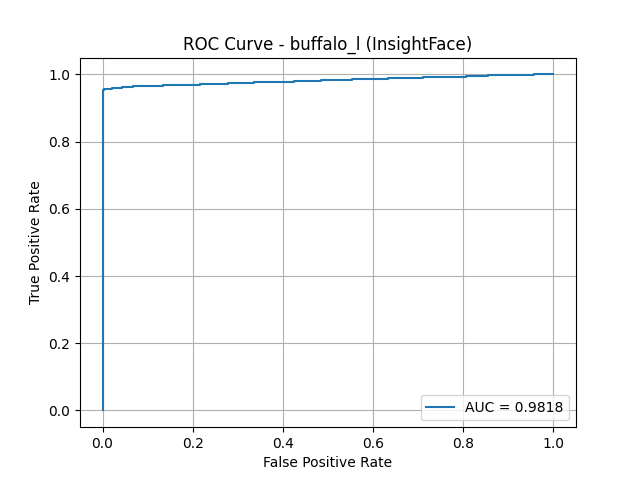 ROC Curve - buffalo_l (InsightFace)
True Positive Rate
1.0
0.8
0.6
0.4
0.2
0.0
AUC = 0.9818
0.0 0.2 0.4 0.6 0.8 1.0
False Positive Rate